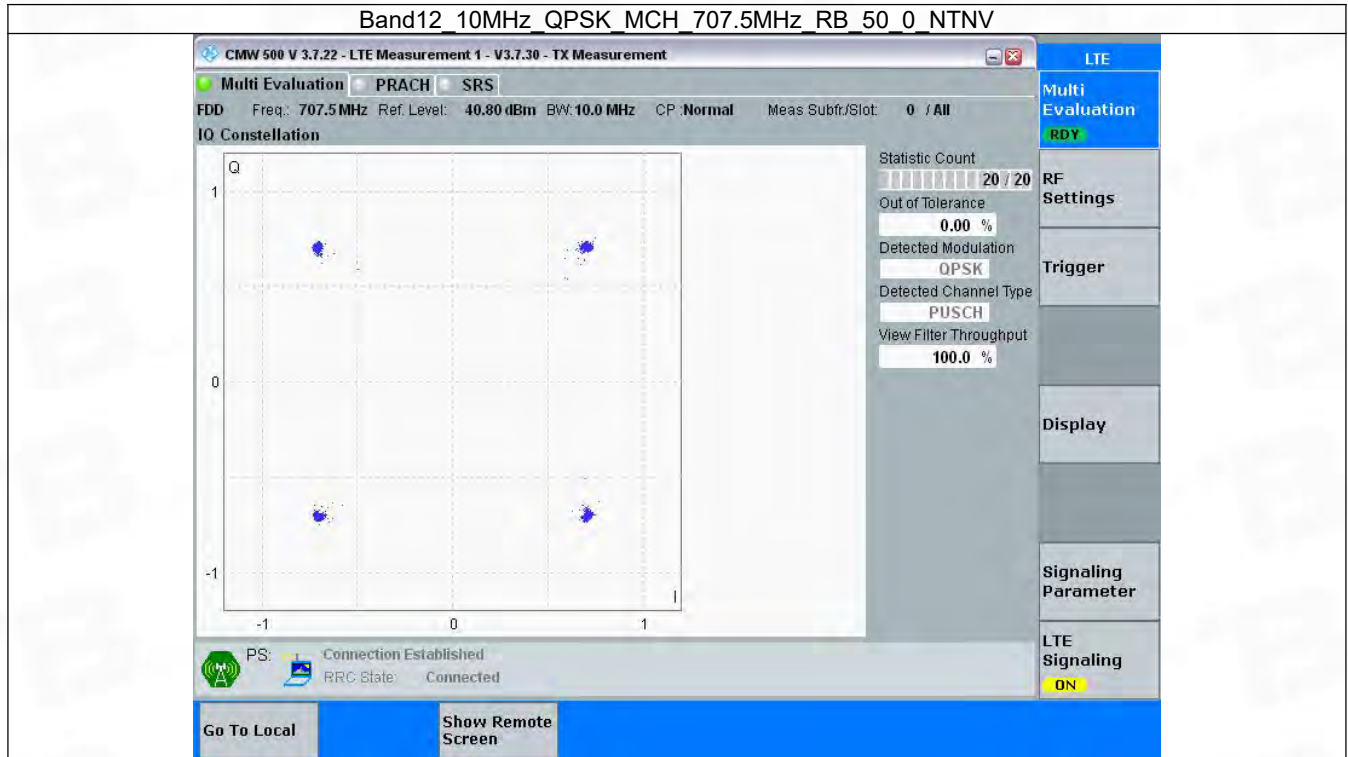 Band12_10MHz_QPSK_MCH_707.5MHz_RB_50_0_NTNV
CMW 500 V 3.7.22 - LTE Measurement 1 - V3.7.30 - TX Measurement
LTE
Multi Evaluation PRACH SRS
FDD Freq.: 707.5 MHz Ref. Level: 40.80 dBm BW: 10.0 MHz CP :Normal Meas Subfr./Slot: 0 / All
IQ Constellation
Q
1
0
-1
I
-1 0 1
Statistic Count
20 / 20
Out of Tolerance
0.00 %
Detected Modulation
QPSK
Detected Channel Type
PUSCH
View Filter Throughput
100.0 %
Multi
Evaluation
RDY
RF
Settings
Trigger
Display
Signaling
Parameter
LTE
Signaling
ON
PS: Connection Established
RRC State: Connected
Go To Local
Show Remote
Screen